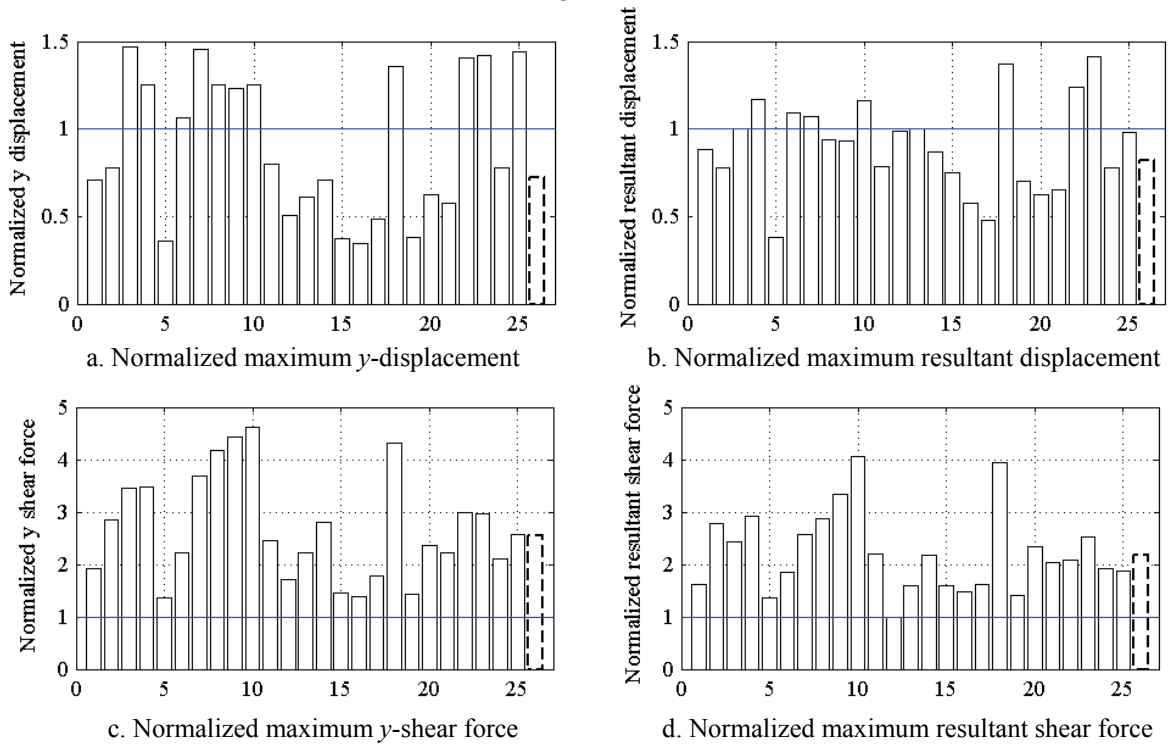 1.5
1
0.5
0
Normalized y displacement
0 5 10 15 20 25
a. Normalized maximum y-displacement
1.5
1
0.5
0
Normalized resultant displacement
0 5 10 15 20 25
b. Normalized maximum resultant displacement
5
4
3
2
1
0
Normalized y shear force
0 5 10 15 20 25
c. Normalized maximum y-shear force
5
4
3
2
1
0
Normalized resultant shear force
0 5 10 15 20 25
d. Normalized maximum resultant shear force